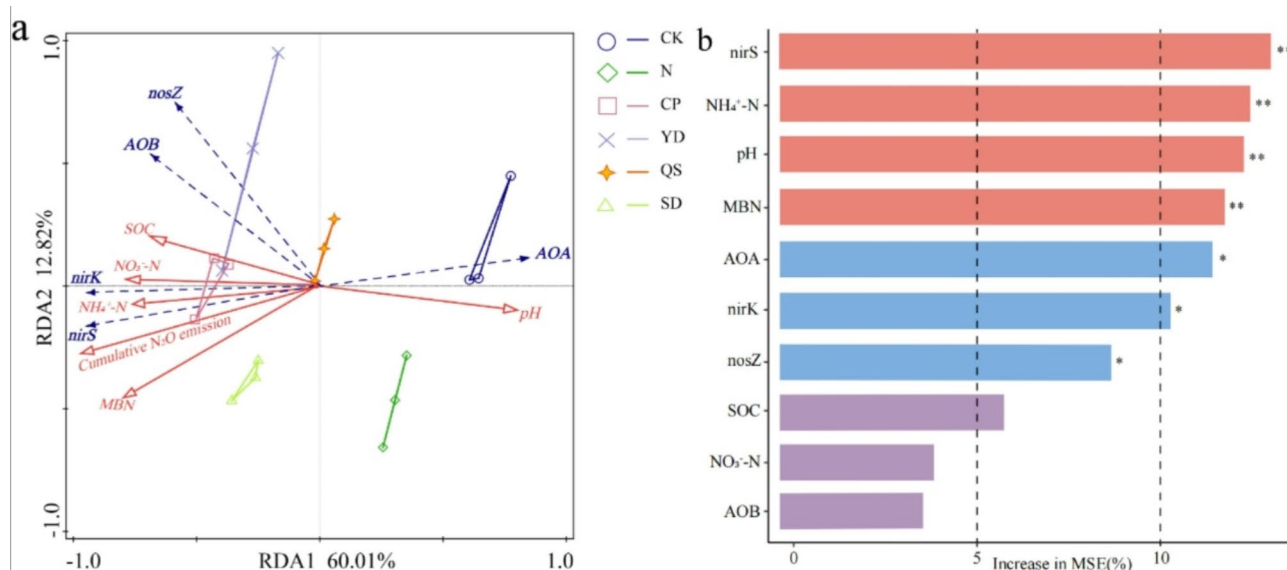 a
1.0
-1.0
RDA2 12.82%
-1.0
RDA1 60.01%
1.0
nosZ
AOB
SOC
NO₃⁻-N
nirK
NH₄⁺-N
nirS
Cumulative N₂O emission
MBN
AOA
pH
CK
N
CP
YD
QS
SD
b
nirS **
NH₄⁺-N **
pH **
MBN **
AOA *
nirK *
nosZ *
SOC
NO₃⁻-N
AOB
0 5 10
Increase in MSE(%)